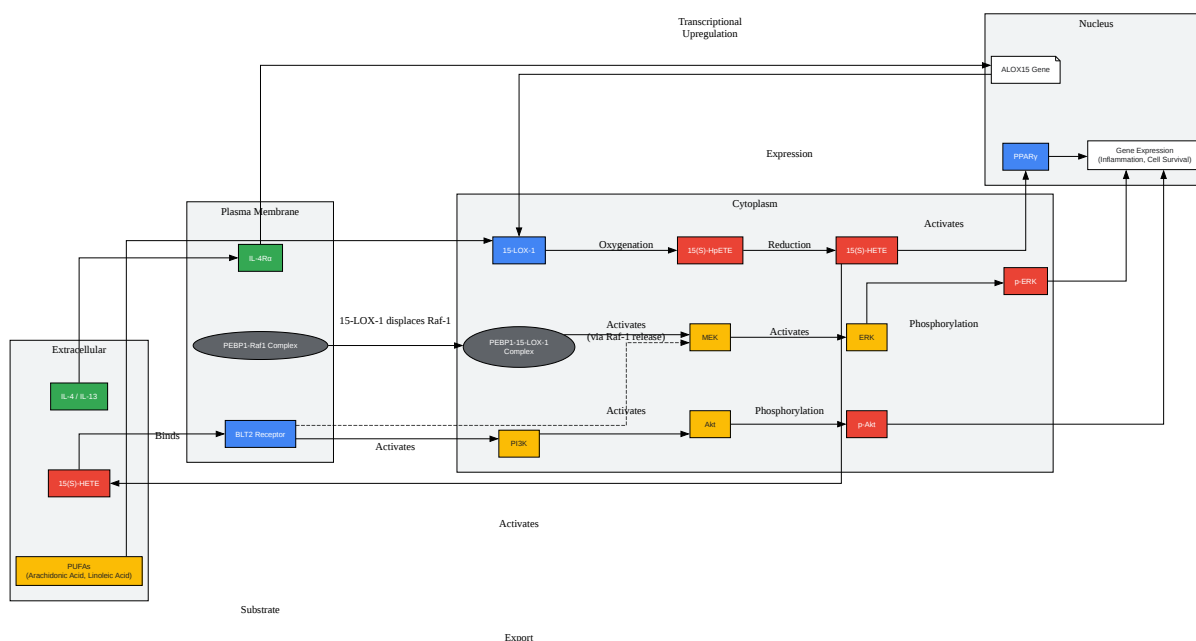 Transcriptional
Upregulation
Nucleus
ALOX15 Gene
Expression
PPARγ
Gene Expression
(Inflammation, Cell Survival)
Plasma Membrane
Cytoplasm
IL-4Rα
15-LOX-1
Oxygenation
15(S)-HpETE
Reduction
15(S)-HETE
Activates
p-ERK
15-LOX-1 displaces Raf-1
PEBP1-Raf1 Complex
PEBP1-15-LOX-1
Complex
Activates
(via Raf-1 release)
MEK
Activates
ERK
Phosphorylation
Extracellular
IL-4 / IL-13
Binds
BLT2 Receptor
Activates
PI3K
Activates
Akt
Phosphorylation
p-Akt
15(S)-HETE
Activates
PUFAs
(Arachidonic Acid, Linoleic Acid)
Substrate
Export